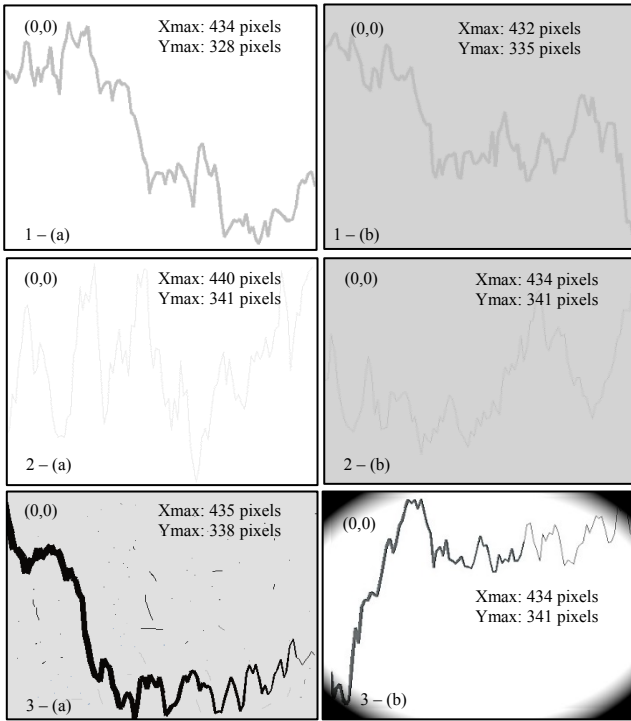 (0,0)
Xmax: 434 pixels
Ymax: 328 pixels
1 – (a)
(0,0)
Xmax: 432 pixels
Ymax: 335 pixels
1 – (b)
(0,0)
Xmax: 440 pixels
Ymax: 341 pixels
2 – (a)
(0,0)
Xmax: 434 pixels
Ymax: 341 pixels
2 – (b)
(0,0)
Xmax: 435 pixels
Ymax: 338 pixels
3 – (a)
(0,0)
Xmax: 434 pixels
Ymax: 341 pixels
3 – (b)